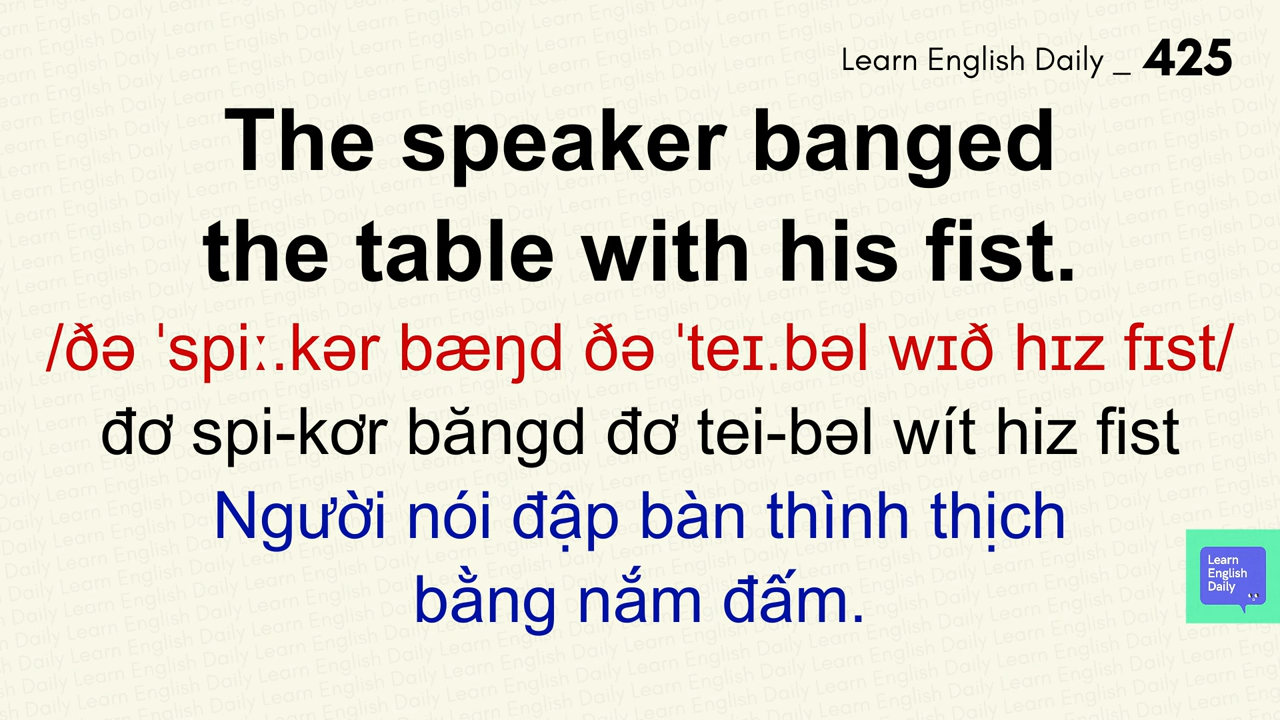 Learn English Daily _ 425
The speaker banged
the table with his fist.
/ðə ˈspiː.kər bæŋd ðə ˈteɪ.bəl wɪð hɪz fɪst/
đơ spi-kơr băngd đơ tei-bəl wít hiz fist
Người nói đập bàn thình thịch
bằng nắm đấm.
Learn
English
Daily